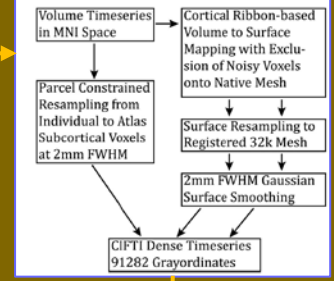 Volume Timeseries
in MNI Space
Cortical Ribbon-based
Volume to Surface
Mapping with Exclu-
sion of Noisy Voxels
onto Native Mesh
Parcel Constrained
Resampling from
Individual to Atlas
Subcortical Voxels
at 2mm FWHM
Surface Resampling to
Registered 32k Mesh
2mm FWHM Gaussian
Surface Smoothing
CIFTI Dense Timeseries
91282 Grayordinates